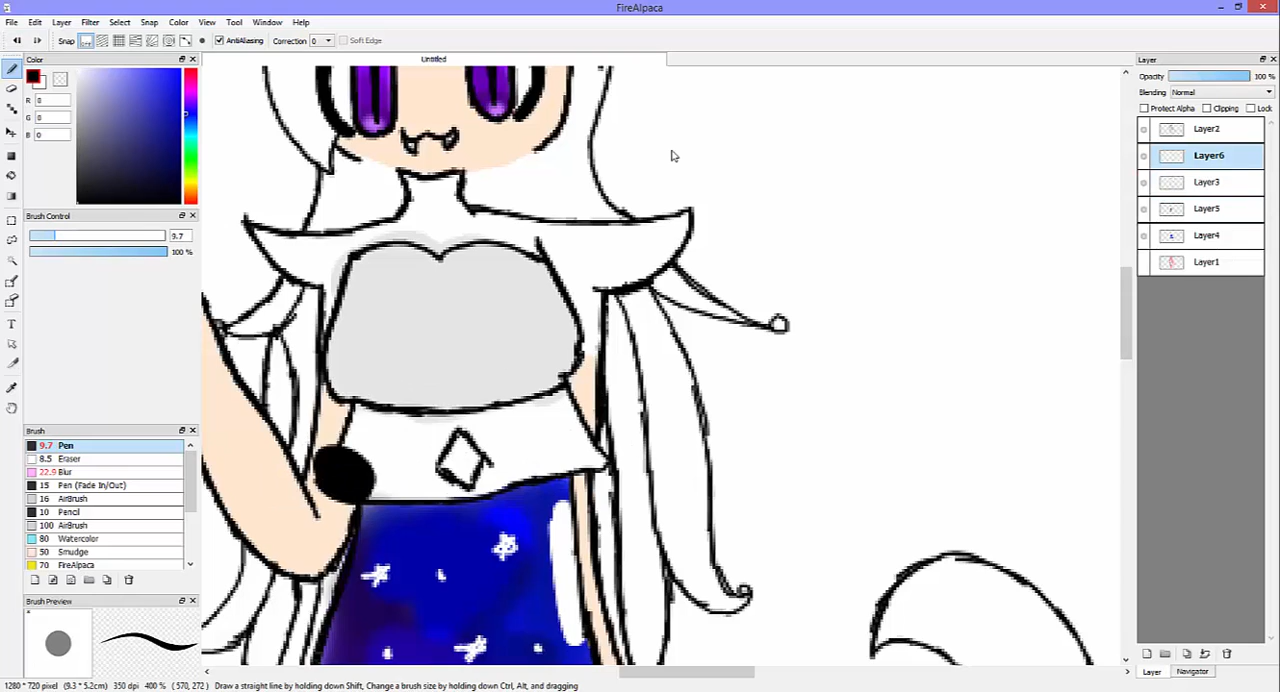 FireAlpaca
File Edit Layer Filter Select Snap Color View Tool Window Help
Snap AntiAliasing Correction 0 Soft Edge
Color
Untitled
Layer
R 0
G 0
B 0
Opacity 100 %
Blending Normal
Protect Alpha Clipping Lock
Layer2
Layer6
Layer3
Layer5
Layer4
Layer1
Brush Control
9.7
100 %
Brush
9.7 Pen
8.5 Eraser
22.9 Blur
15 Pen (Fade In/Out)
16 AirBrush
10 Pencil
100 AirBrush
80 Watercolor
50 Smudge
70 FireAlpaca
Brush Preview
Layer Navigator
1280 * 720 pixel (9.3 * 5.2cm) 350 dpi 400 % ( 570, 272 ) Draw a straight line by holding down Shift, Change a brush size by holding down Ctrl, Alt, and dragging